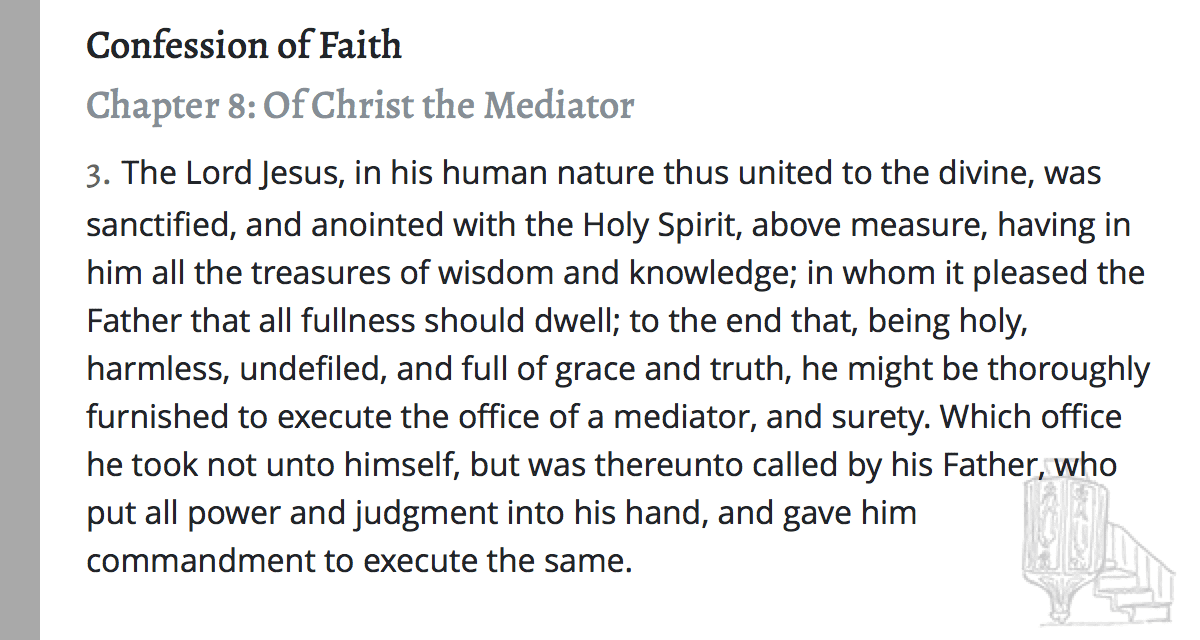 Confession of Faith
Chapter 8: Of Christ the Mediator
3. The Lord Jesus, in his human nature thus united to the divine, was
sanctified, and anointed with the Holy Spirit, above measure, having in
him all the treasures of wisdom and knowledge; in whom it pleased the
Father that all fullness should dwell; to the end that, being holy,
harmless, undefiled, and full of grace and truth, he might be thoroughly
furnished to execute the office of a mediator, and surety. Which office
he took not unto himself, but was thereunto called by his Father, who
put all power and judgment into his hand, and gave him
commandment to execute the same.